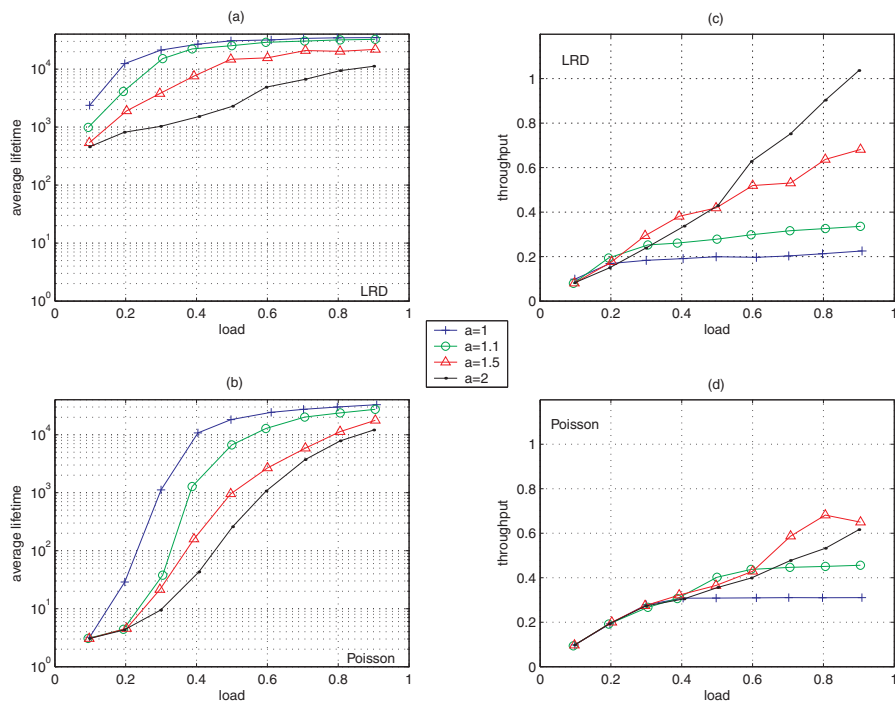 (a)
average lifetime
10^4
10^3
10^2
10^1
10^0
0 0.2 0.4 0.6 0.8 1
load
LRD
(c)
LRD
throughput
1
0.8
0.6
0.4
0.2
0
0 0.2 0.4 0.6 0.8 1
load
a=1
a=1.1
a=1.5
a=2
(b)
average lifetime
10^4
10^3
10^2
10^1
10^0
0 0.2 0.4 0.6 0.8 1
load
Poisson
(d)
Poisson
throughput
1
0.8
0.6
0.4
0.2
0
0 0.2 0.4 0.6 0.8 1
load